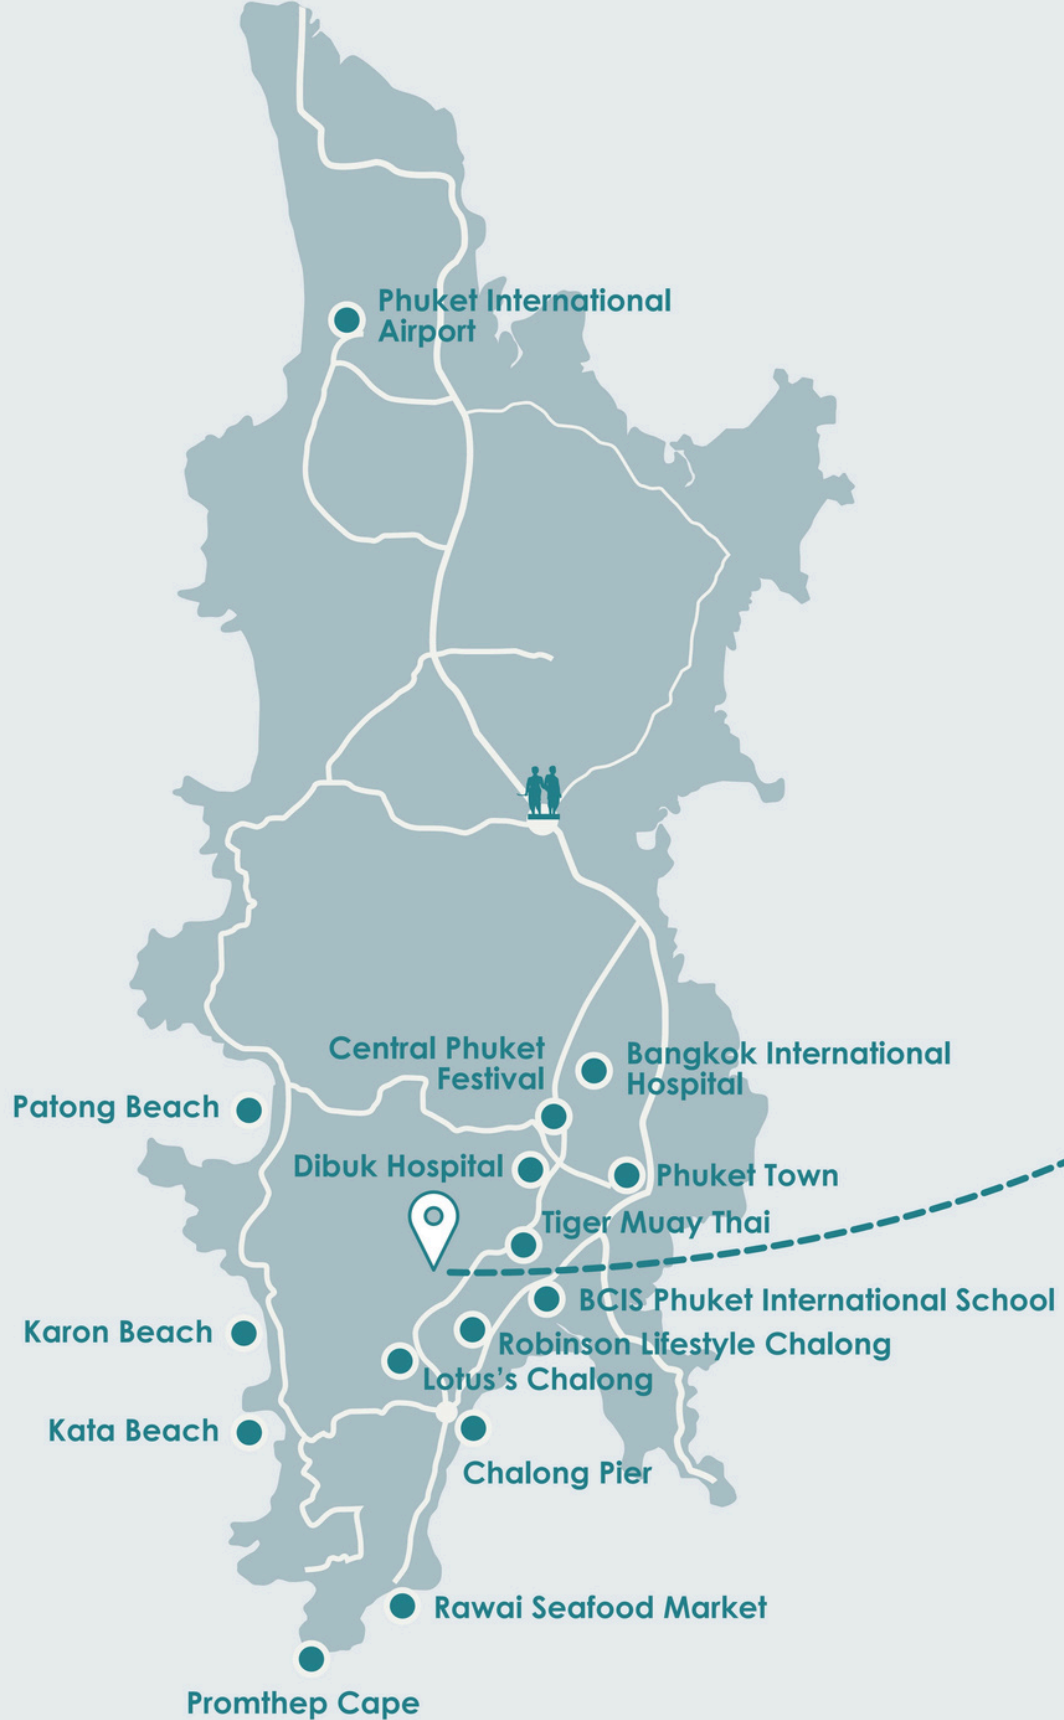 Phuket International
Airport
Central Phuket
Festival
Bangkok International
Hospital
Patong Beach
Dibuk Hospital
Phuket Town
Tiger Muay Thai
BCIS Phuket International School
Karon Beach
Robinson Lifestyle Chalong
Lotus's Chalong
Kata Beach
Chalong Pier
Rawai Seafood Market
Promthep Cape